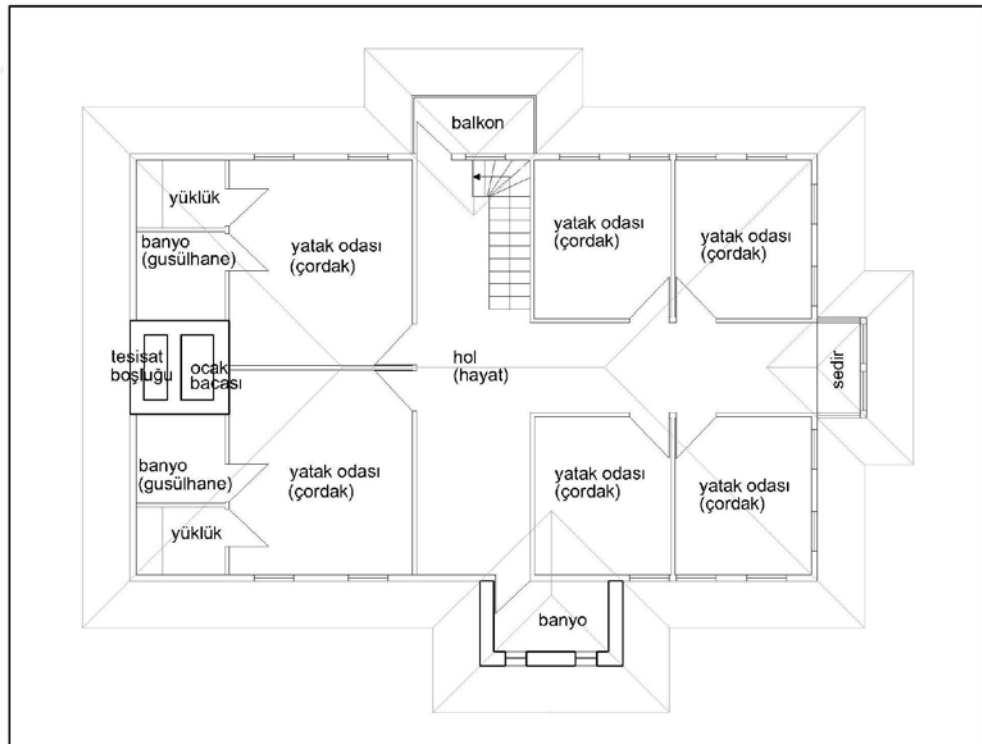 balkon
yüklük
banyo
(gusülhane)
yatak odası
(çordak)
yatak odası
(çordak)
yatak odası
(çordak)
tesisat
boşluğu
ocak
bacası
hol
(hayat)
sedir
banyo
(gusülhane)
yatak odası
(çordak)
yatak odası
(çordak)
yatak odası
(çordak)
yüklük
banyo